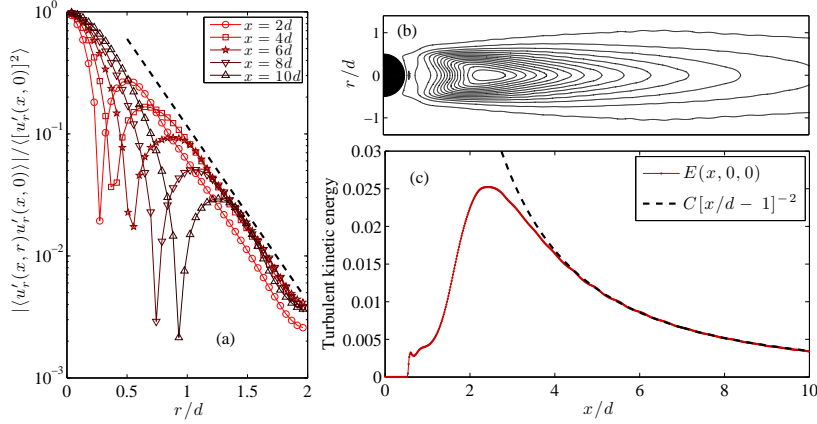 |⟨u′_r(x, r)u′_r(x, 0)⟩|/⟨[u′_r(x, 0)]²⟩
10⁰
10⁻¹
10⁻²
10⁻³
x = 2d
x = 4d
x = 6d
x = 8d
x = 10d
(a)
0 0.5 1 1.5 2
r/d
(b)
r/d
1
0
−1
(c)
E(x, 0, 0)
C[x/d − 1]⁻²
Turbulent kinetic energy
0.03
0.025
0.02
0.015
0.01
0.005
0
0 2 4 6 8 10
x/d